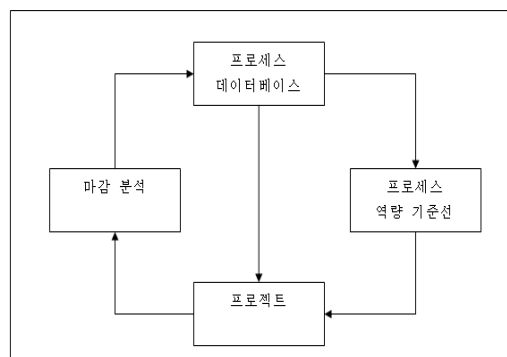 프로세스
데이터베이스
마감 분석
프로세스
역량 기준선
프로젝트